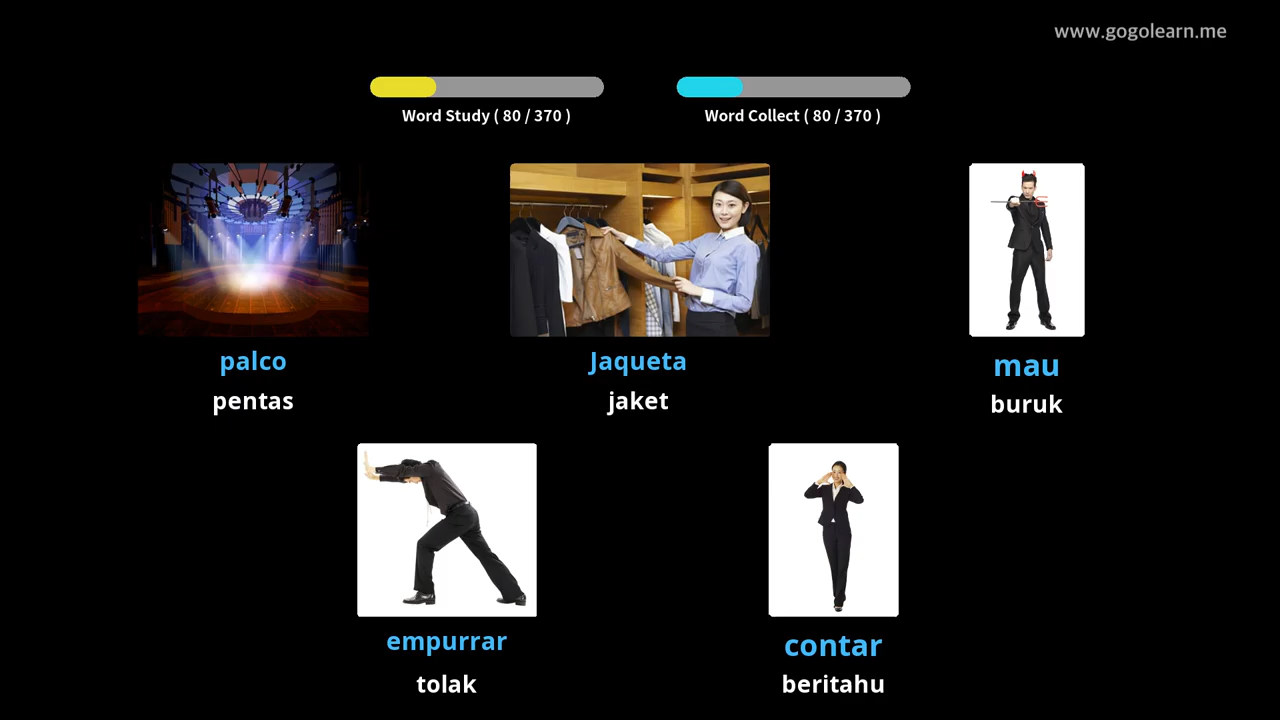 www.gogolearn.me
Word Study ( 80 / 370 )
Word Collect ( 80 / 370 )
palco
pentas
Jaqueta
jaket
mau
buruk
empurrar
tolak
contar
beritahu